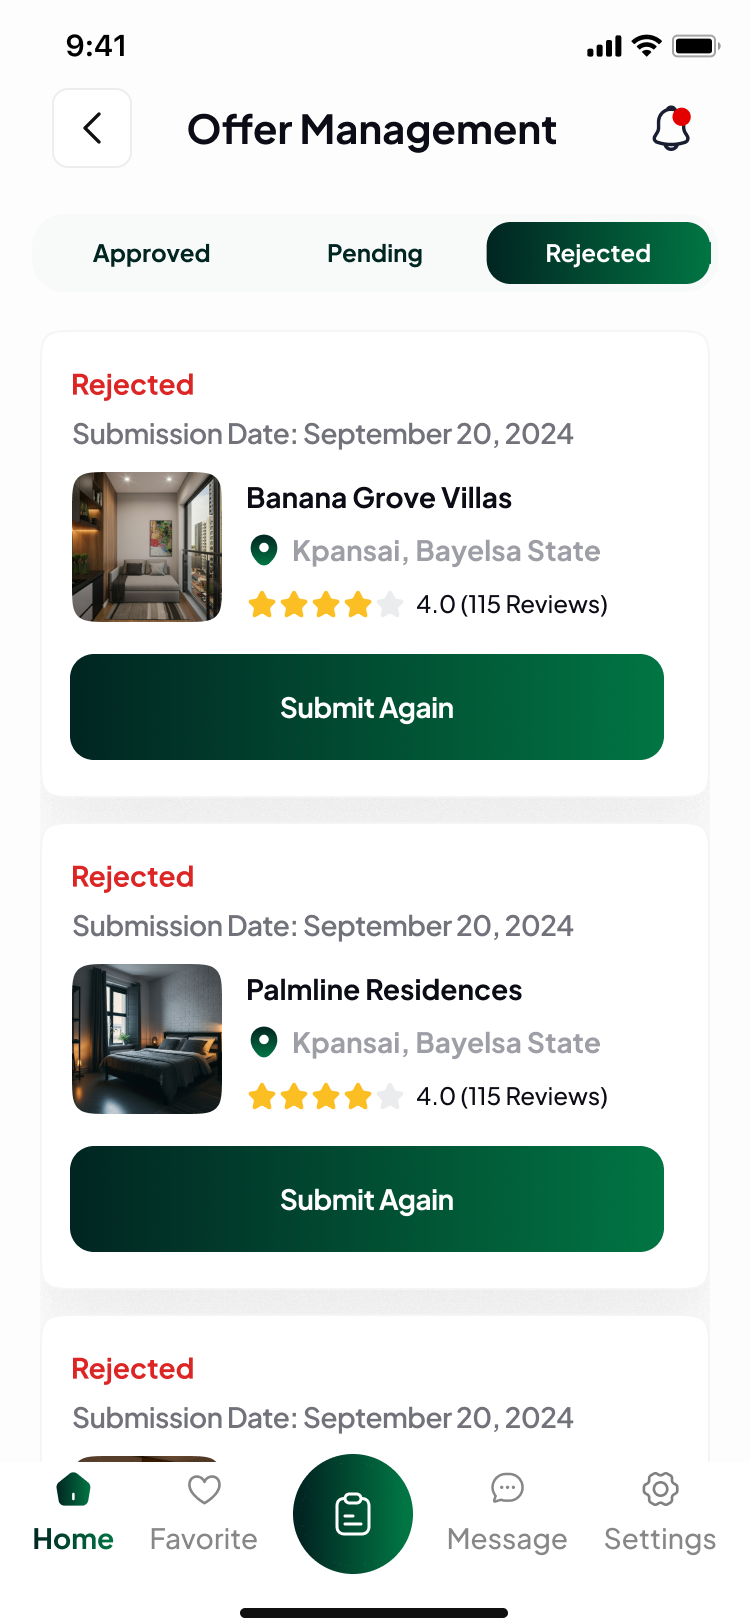 9:41
Offer Management
Approved Pending Rejected
Rejected
Submission Date: September 20, 2024
Banana Grove Villas
Kpansai, Bayelsa State
4.0 (115 Reviews)
Submit Again
Rejected
Submission Date: September 20, 2024
Palmline Residences
Kpansai, Bayelsa State
4.0 (115 Reviews)
Submit Again
Rejected
Submission Date: September 20, 2024
Home Favorite Message Settings